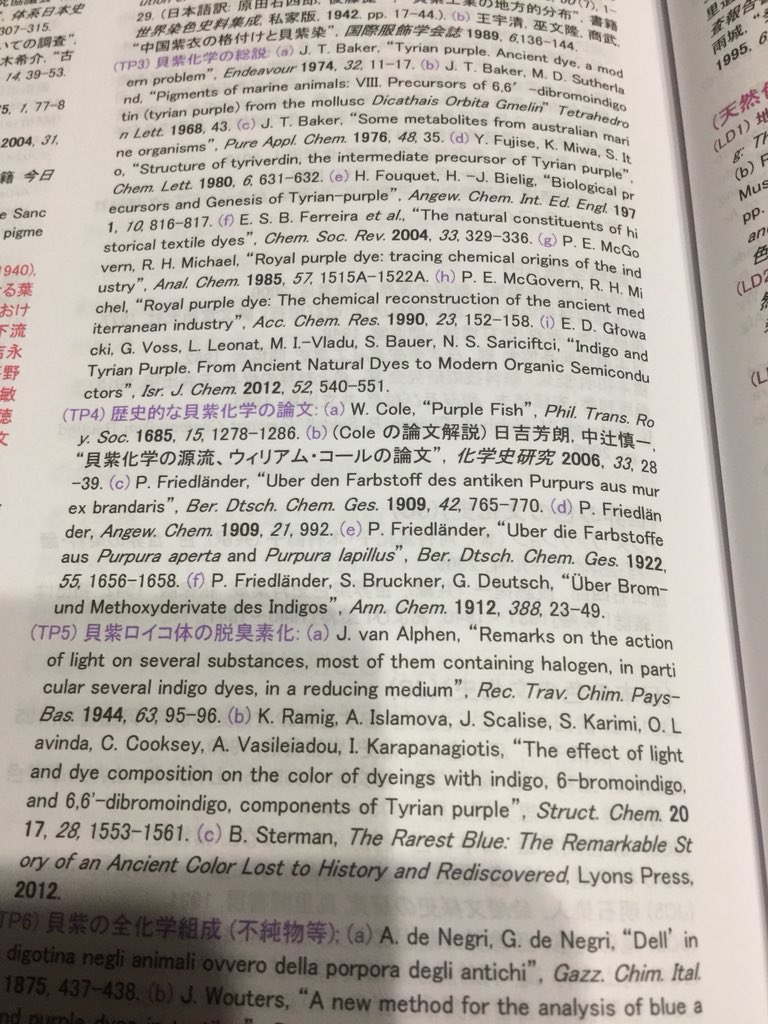 29. (日本語訳: 原田石四郎,
世界染色史料集成, 私家版, 1942. pp. 17-44.). (b) 王宇清, 巫文隆, 商武,
“中国紫衣の格付けと貝紫染”, 国際服飾学会誌 1989, 6,136-144.
(TP3) 貝紫化学の総説: (a) J. T. Baker, “Tyrian purple. Ancient dye, a mod
ern problem”, Endeavour 1974, 32, 11-17. (b) J. T. Baker, M. D. Sutherla
nd, “Pigments of marine animals: VIII. Precursors of 6,6′-dibromoindigo
tin (tyrian purple) from the mollusc Dicathais Orbita Gmelin” Tetrahedro
n Lett. 1968, 43. (c) J. T. Baker, “Some metabolites from australian mari
ne organisms”, Pure Appl. Chem. 1976, 48, 35. (d) Y. Fujise, K. Miwa, S. It
o, “Structure of tyriverdin, the intermediate precursor of Tyrian purple”,
Chem. Lett. 1980, 6, 631-632. (e) H. Fouquet, H. -J. Bielig, “Biological pr
ecursors and Genesis of Tyrian-purple”, Angew. Chem. Int. Ed. Engl. 197
1, 10, 816-817. (f) E. S. B. Ferreira et al., “The natural constituents of hi
storical textile dyes”, Chem. Soc. Rev. 2004, 33, 329-336. (g) P. E. McGo
vern, R. H. Michael, “Royal purple dye: tracing chemical origins of the ind
ustry”, Anal. Chem. 1985, 57, 1515A-1522A. (h) P. E. McGovern, R. H. Mi
chel, “Royal purple dye: The chemical reconstruction of the ancient med
iterranean industry”, Acc. Chem. Res. 1990, 23, 152-158. (i) E. D. Głowa
cki, G. Voss, L. Leonat, M. I.-Vladu, S. Bauer, N. S. Sariciftci, “Indigo and
Tyrian Purple. From Ancient Natural Dyes to Modern Organic Semicondu
ctors”, Isr. J. Chem. 2012, 52, 540-551.
(TP4) 歴史的な貝紫化学の論文: (a) W. Cole, “Purple Fish”, Phil. Trans. Ro
y. Soc. 1685, 15, 1278-1286. (b) (Cole の論文解説) 日吉芳朗, 中辻慎一,
“貝紫化学の源流、ウィリアム・コールの論文”, 化学史研究 2006, 33, 28
-39. (c) P. Friedländer, “Uber den Farbstoff des antiken Purpurs aus mur
ex brandaris”, Ber. Dtsch. Chem. Ges. 1909, 42, 765-770. (d) P. Friedlän
der, Angew. Chem. 1909, 21, 992. (e) P. Friedländer, “Uber die Farbstoffe
aus Purpura aperta and Purpura lapillus”, Ber. Dtsch. Chem. Ges. 1922,
55, 1656-1658. (f) P. Friedländer, S. Bruckner, G. Deutsch, “Über Brom-
und Methoxyderivate des Indigos”, Ann. Chem. 1912, 388, 23-49.
(TP5) 貝紫ロイコ体の脱臭素化: (a) J. van Alphen, “Remarks on the action
of light on several substances, most of them containing halogen, in parti
cular several indigo dyes, in a reducing medium”, Rec. Trav. Chim. Pays-
Bas. 1944, 63, 95-96. (b) K. Ramig, A. Islamova, J. Scalise, S. Karimi, O. L
avinda, C. Cooksey, A. Vasileiadou, I. Karapanagiotis, “The effect of light
and dye composition on the color of dyeings with indigo, 6-bromoindigo,
and 6,6'-dibromoindigo, components of Tyrian purple”, Struct. Chem. 20
17, 28, 1553-1561. (c) B. Sterman, The Rarest Blue: The Remarkable St
ory of an Ancient Color Lost to History and Rediscovered, Lyons Press,
2012.
TP6) 貝紫の全化学組成 (不純物等); (a) A. de Negri, G. de Negri, “Dell’ in
digotina negli animali ovvero della porpora degli antichi”, Gazz. Chim. Ital.
1875, 437-438. (b) J. Wouters, “A new method for the analysis of blue a